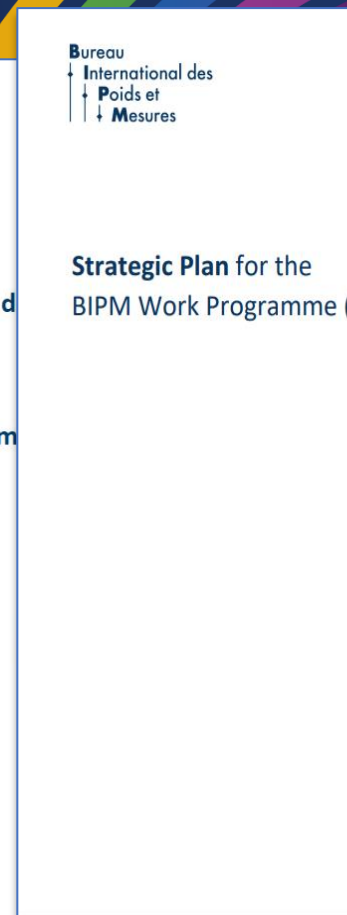 Bureau
International des
Poids et
Mesures
Strategic Plan for the
d
BIPM Work Programme (
m